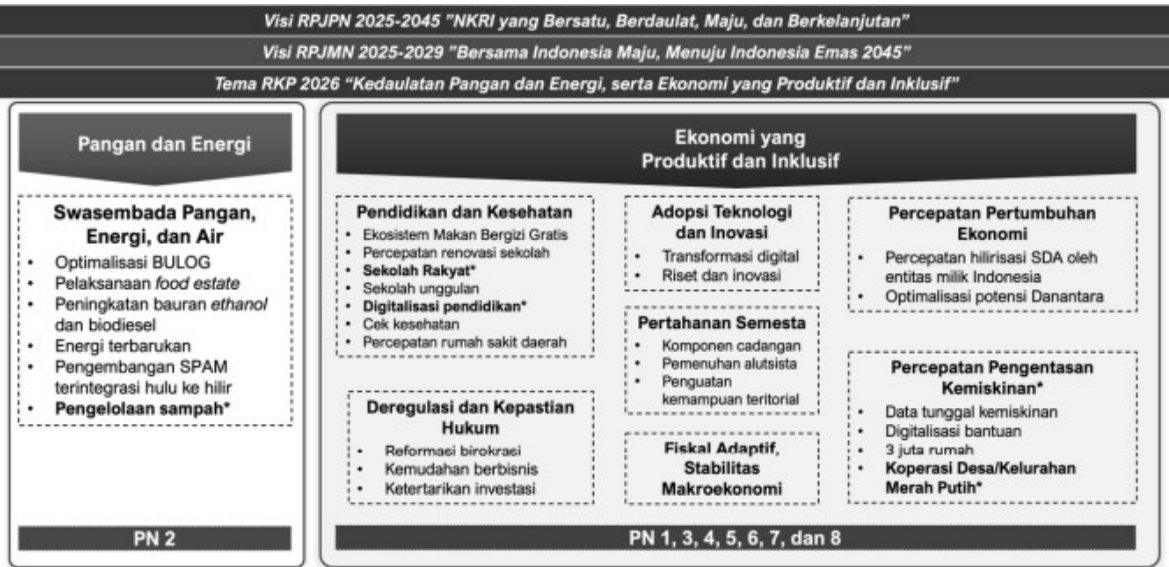 Visi RPJPN 2025-2045 "NKRI yang Bersatu, Berdaulat, Maju, dan Berkelanjutan"
Visi RPJMN 2025-2029 "Bersama Indonesia Maju, Menuju Indonesia Emas 2045"
Tema RKP 2026 "Kedaulatan Pangan dan Energi, serta Ekonomi yang Produktif dan Inklusif"
Pangan dan Energi
Swasembada Pangan,
Energi, dan Air
• Optimalisasi BULOG
• Pelaksanaan food estate
• Peningkatan bauran ethanol
dan biodiesel
• Energi terbarukan
• Pengembangan SPAM
terintegrasi hulu ke hilir
• Pengelolaan sampah*
PN 2
Ekonomi yang
Produktif dan Inklusif
Pendidikan dan Kesehatan
• Ekosistem Makan Bergizi Gratis
• Percepatan renovasi sekolah
• Sekolah Rakyat*
• Sekolah unggulan
• Digitalisasi pendidikan*
• Cek kesehatan
• Percepatan rumah sakit daerah
Deregulasi dan Kepastian
Hukum
• Reformasi birokrasi
• Kemudahan berbisnis
• Ketertarikan investasi
Adopsi Teknologi
dan Inovasi
• Transformasi digital
• Riset dan inovasi
Pertahanan Semesta
• Komponen cadangan
• Pemenuhan alutsista
• Penguatan
kemampuan teritorial
Fiskal Adaptif,
Stabilitas
Makroekonomi
Percepatan Pertumbuhan
Ekonomi
• Percepatan hilirisasi SDA oleh
entitas milik Indonesia
• Optimalisasi potensi Danantara
Percepatan Pengentasan
Kemiskinan*
• Data tunggal kemiskinan
• Digitalisasi bantuan
• 3 juta rumah
• Koperasi Desa/Kelurahan
Merah Putih*
PN 1, 3, 4, 5, 6, 7, dan 8